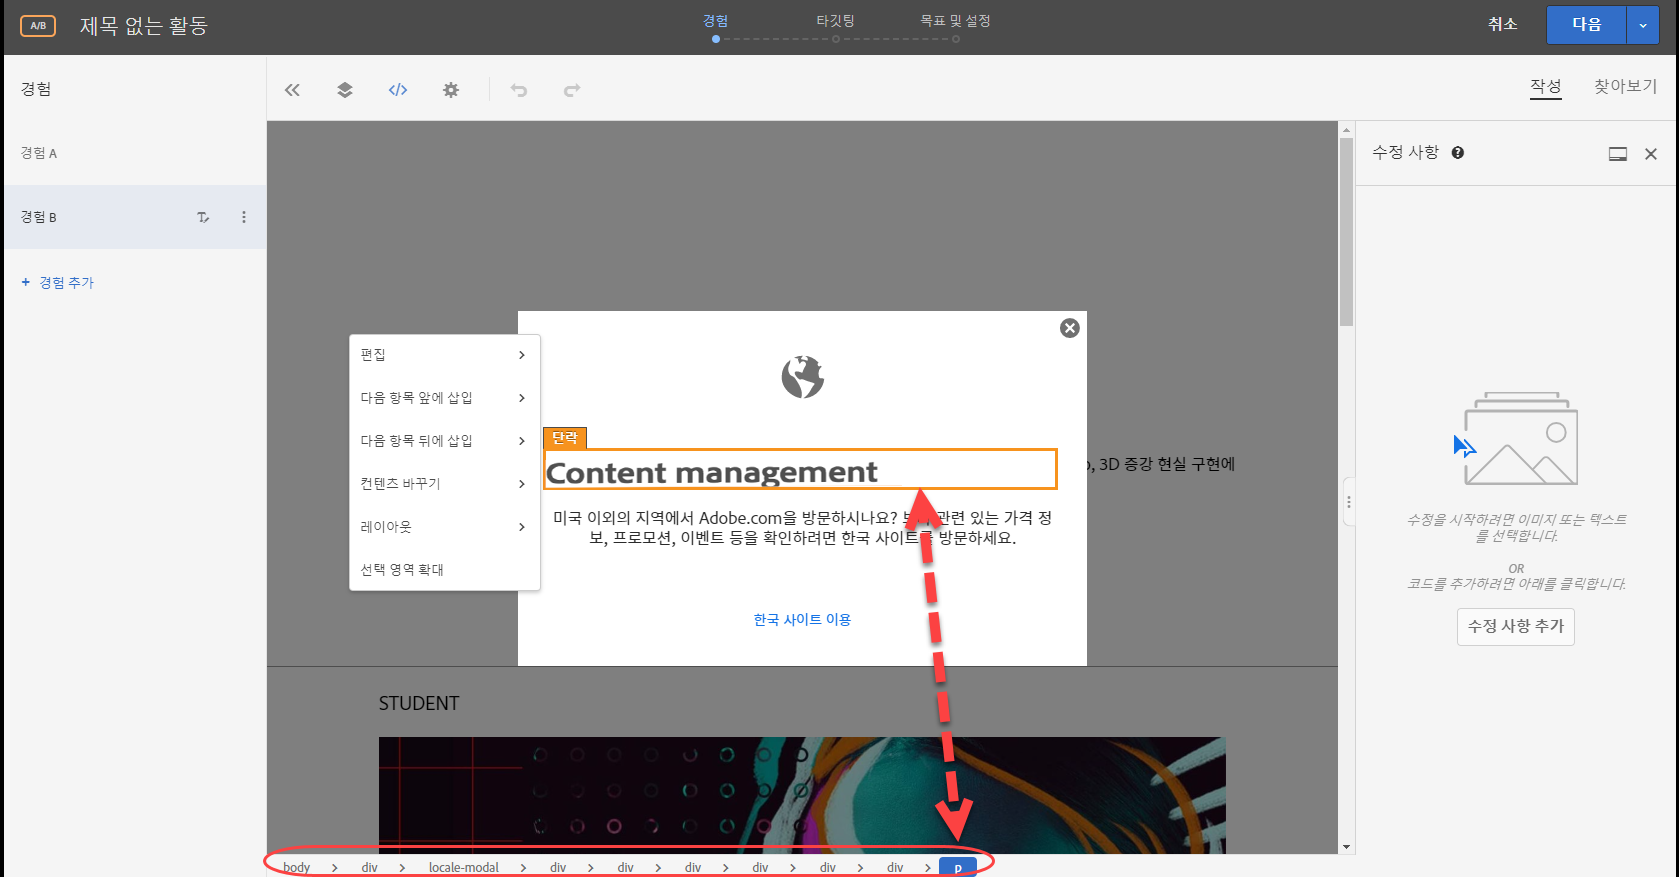 A/B 제목 없는 활동
경험 타깃팅 목표 및 설정
취소 다음
경험
작성 찾아보기
경험 A
경험 B
+ 경험 추가
수정 사항 ?
편집
다음 항목 앞에 삽입
다음 항목 뒤에 삽입
컨텐츠 바꾸기
레이아웃
선택 영역 확대
단락
Content management
, 3D 증강 현실 구현에
미국 이외의 지역에서 Adobe.com을 방문하시나요? 관련 있는 가격 정
보, 프로모션, 이벤트 등을 확인하려면 한국 사이트를 방문하세요.
한국 사이트 이용
수정을 시작하려면 이미지 또는 텍스트
를 선택합니다.
OR
코드를 추가하려면 아래를 클릭합니다.
수정 사항 추가
STUDENT
body > div > locale-modal > div > div > div > div > div > div > p